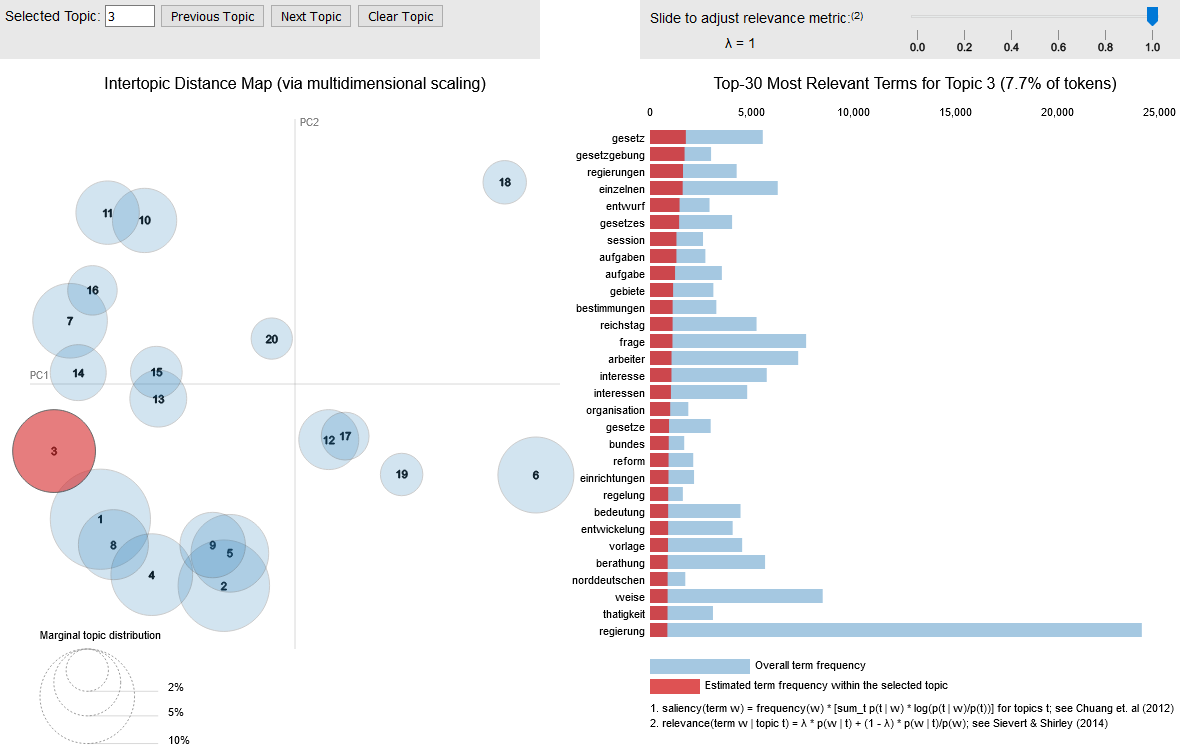 Selected Topic: 3 Previous Topic Next Topic Clear Topic
Slide to adjust relevance metric:(2)
λ = 1
0.0 0.2 0.4 0.6 0.8 1.0
Intertopic Distance Map (via multidimensional scaling)
PC2
PC1
18
11
10
16
7
20
14
15
13
3
12
17
19
6
1
8
9
5
4
2
Marginal topic distribution
2%
5%
10%
Top-30 Most Relevant Terms for Topic 3 (7.7% of tokens)
0 5,000 10,000 15,000 20,000 25,000
gesetz
gesetzgebung
regierungen
einzelnen
entwurf
gesetzes
session
aufgaben
aufgabe
gebiete
bestimmungen
reichstag
frage
arbeiter
interesse
interessen
organisation
gesetze
bundes
reform
einrichtungen
regelung
bedeutung
entwickelung
vorlage
berathung
norddeutschen
weise
thatigkeit
regierung
Overall term frequency
Estimated term frequency within the selected topic
1. saliency(term w) = frequency(w) * [sum_t p(t | w) * log(p(t | w)/p(t))] for topics t; see Chuang et. al (2012)
2. relevance(term w | topic t) = λ * p(w | t) + (1 - λ) * p(w | t)/p(w); see Sievert & Shirley (2014)